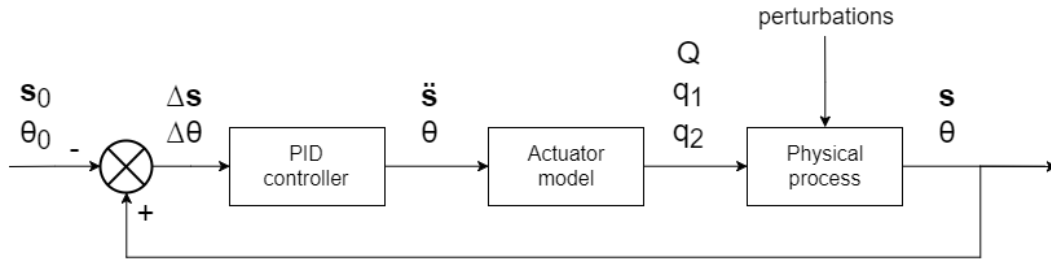 perturbations
s₀
θ₀
-
+
Δs
Δθ
PID
controller
s̈
θ
Actuator
model
Q
q₁
q₂
Physical
process
s
θ